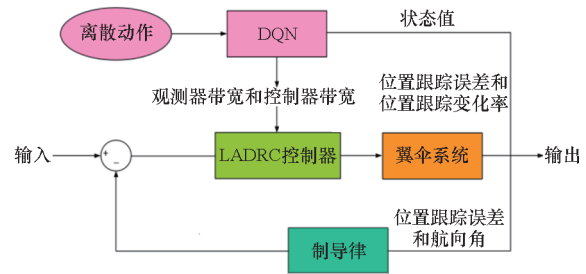 离散动作
DQN
状态值
观测器带宽和控制器带宽
位置跟踪误差和
位置跟踪变化率
输入
+
−
LADRC控制器
翼伞系统
输出
位置跟踪误差
和航向角
制导律